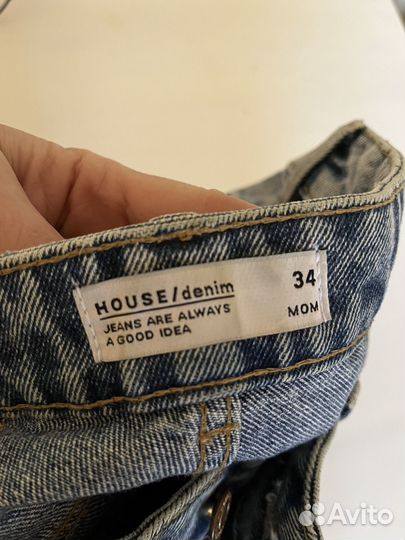 HOUSE/denim
JEANS ARE ALWAYS
A GOOD IDEA
34
MOM
Avito